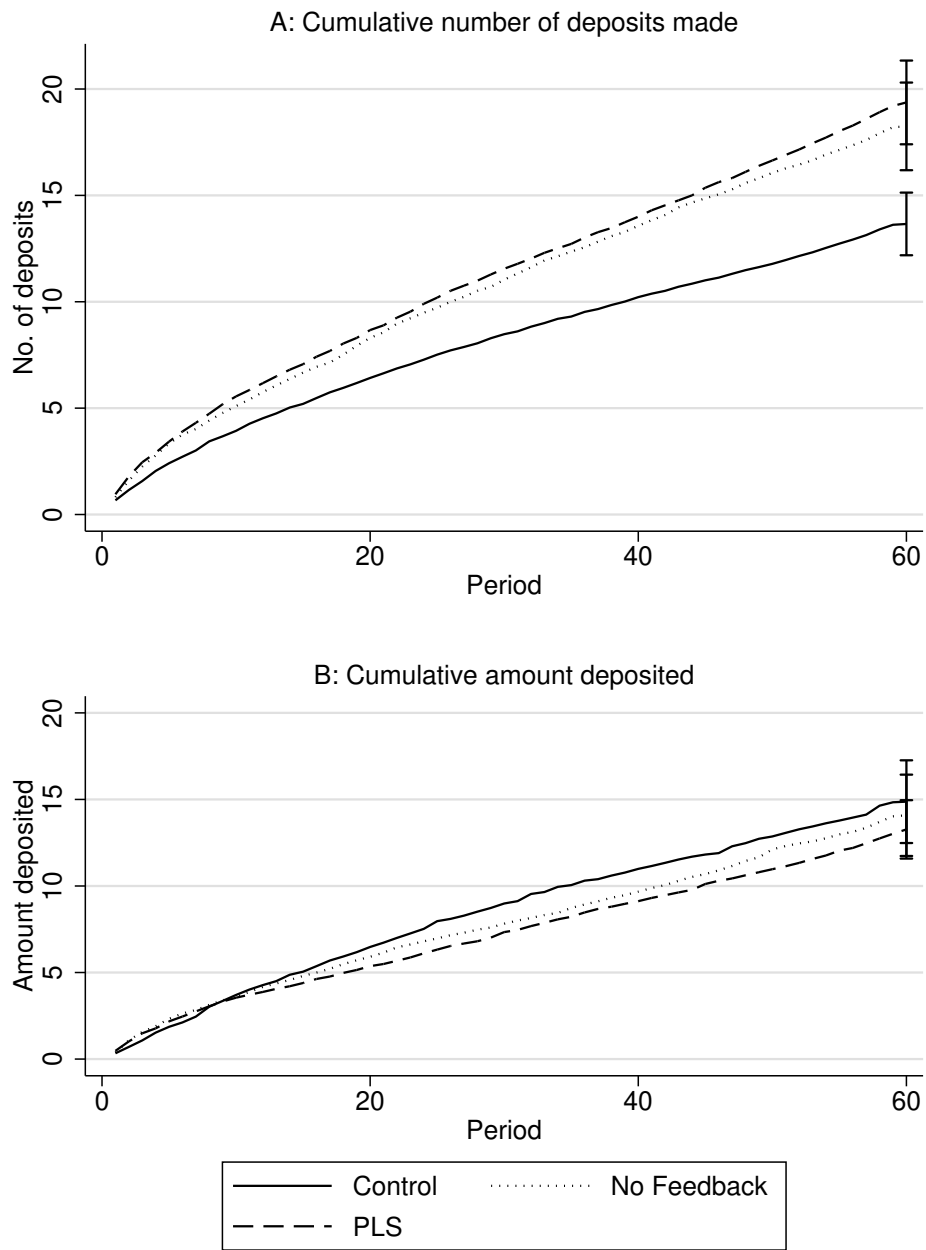 A: Cumulative number of deposits made
No. of deposits
20
15
10
5
0
0 20 40 60
Period
B: Cumulative amount deposited
Amount deposited
20
15
10
5
0
0 20 40 60
Period
Control No Feedback
PLS